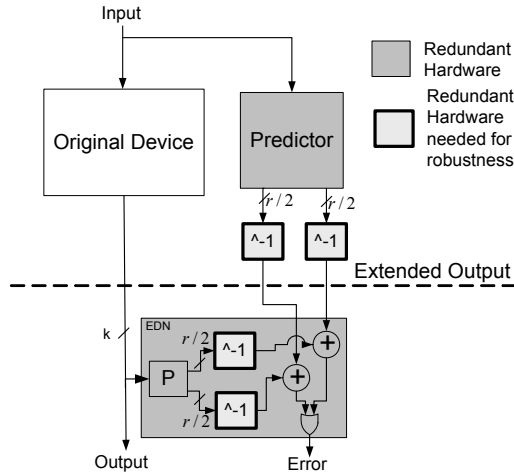 Input
Redundant
Hardware
Redundant
Hardware
needed for
robustness
Original Device
Predictor
r/2
r/2
^-1
^-1
Extended Output
k
EDN
r/2
^-1
+
P
+
r/2
^-1
Output
Error